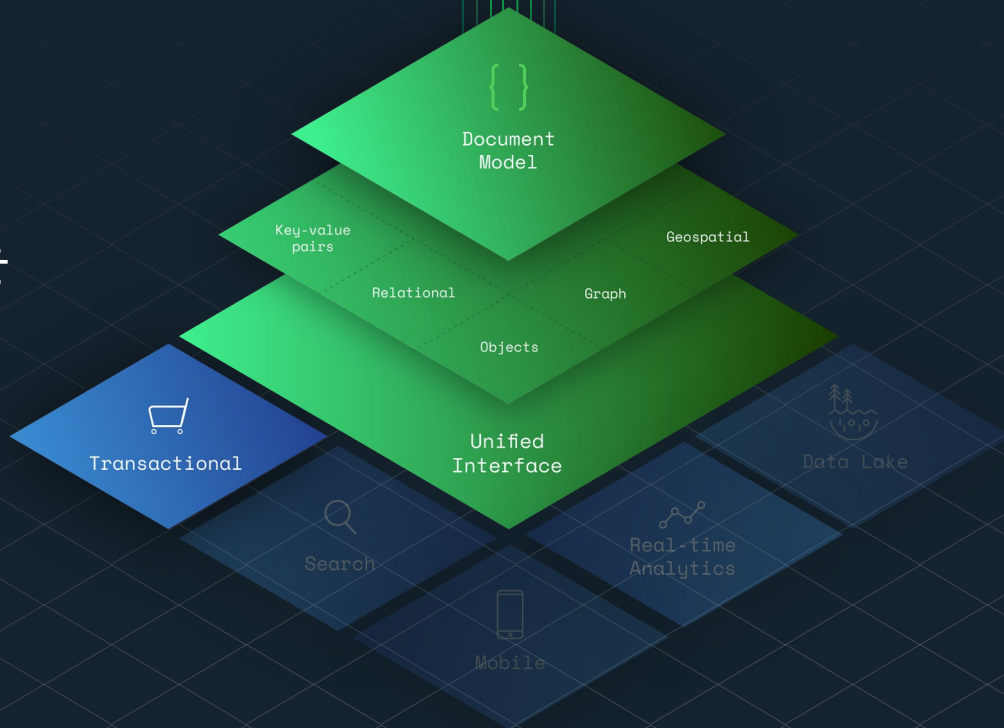 Document
Model
Key-value
pairs
Geospatial
Relational
Graph
Objects
Unified
Interface
Transactional
Data Lake
Search
Real-time
Analytics
Mobile